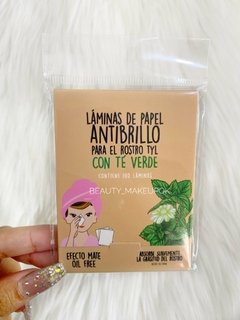 LÁMINAS DE PAPEL
ANTIBRILLO
PARA EL ROSTRO TYL
CON TÉ VERDE
CONTIENE 100 LÁMINAS
BEAUTY_MAKEUPGK
EFECTO MATE
OIL FREE
ABSORBE SUAVEMENTE
LA GRASITUD DEL ROSTRO